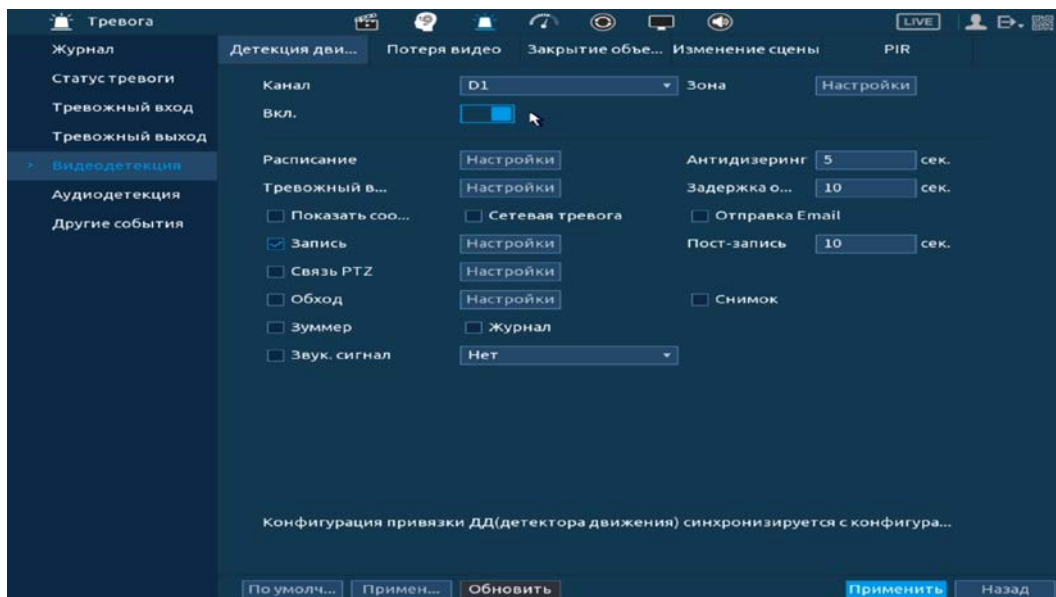 Тревога LIVE
Журнал
Статус тревоги
Тревожный вход
Тревожный выход
Видеодетекция
Аудиодетекция
Другие события
Детекция дви... Потеря видео Закрытие объе... Изменение сцены PIR
Канал D1 Зона Настройки
Вкл.
Расписание Настройки Антидизеринг 5 сек.
Тревожный в... Настройки Задержка о... 10 сек.
Показать соо... Сетевая тревога Отправка Email
Запись Настройки Пост-запись 10 сек.
Связь PTZ Настройки
Обход Настройки Снимок
Зуммер Журнал
Звук. сигнал Нет
Конфигурация привязки ДД(детектора движения) синхронизируется с конфигура...
По умолч... Примен... Обновить Применить Назад